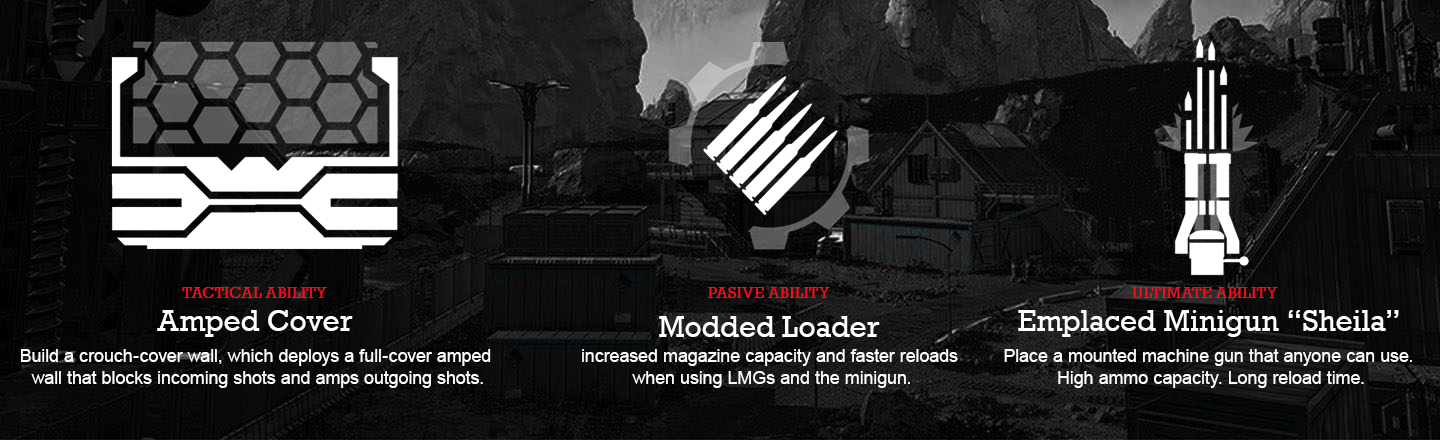 TACTICAL ABILITY
Amped Cover
Build a crouch-cover wall, which deploys a full-cover amped
wall that blocks incoming shots and amps outgoing shots.
PASIVE ABILITY
Modded Loader
increased magazine capacity and faster reloads
when using LMGs and the minigun.
ULTIMATE ABILITY
Emplaced Minigun “Sheila”
Place a mounted machine gun that anyone can use.
High ammo capacity. Long reload time.